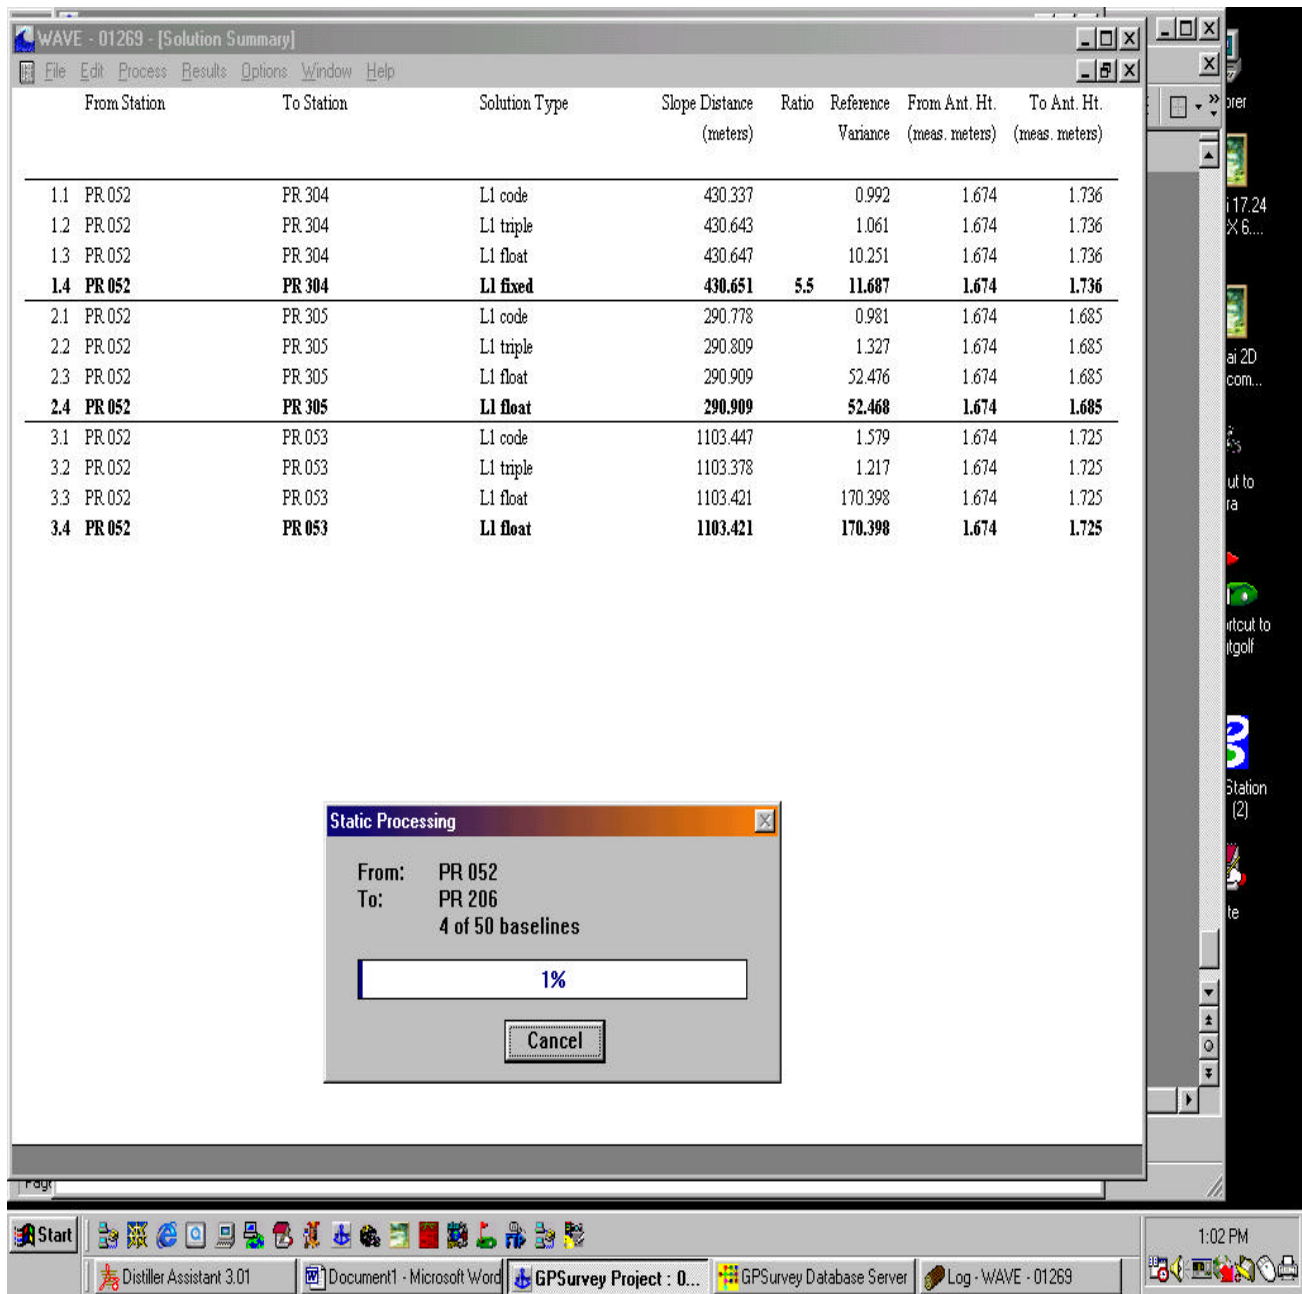 WAVE - 01269 - [Solution Summary]
File Edit Process Results Options Window Help
From Station To Station Solution Type Slope Distance Ratio Reference From Ant. Ht. To Ant. Ht.
(meters) Variance (meas. meters) (meas. meters)
1.1 PR 052 PR 304 L1 code 430.337 0.992 1.674 1.736
1.2 PR 052 PR 304 L1 triple 430.643 1.061 1.674 1.736
1.3 PR 052 PR 304 L1 float 430.647 10.251 1.674 1.736
1.4 PR 052 PR 304 L1 fixed 430.651 5.5 11.687 1.674 1.736
2.1 PR 052 PR 305 L1 code 290.778 0.981 1.674 1.685
2.2 PR 052 PR 305 L1 triple 290.809 1.327 1.674 1.685
2.3 PR 052 PR 305 L1 float 290.909 52.476 1.674 1.685
2.4 PR 052 PR 305 L1 float 290.909 52.468 1.674 1.685
3.1 PR 052 PR 053 L1 code 1103.447 1.579 1.674 1.725
3.2 PR 052 PR 053 L1 triple 1103.378 1.217 1.674 1.725
3.3 PR 052 PR 053 L1 float 1103.421 170.398 1.674 1.725
3.4 PR 052 PR 053 L1 float 1103.421 170.398 1.674 1.725
Static Processing
From: PR 052
To: PR 206
4 of 50 baselines
1%
Cancel
orer
i 17.24
X 6....
ai 2D
com...
ut to
ra
rtcut to
tgolf
Station
(2)
te
Start
1:02 PM
Distiller Assistant 3.01 Document1 - Microsoft Word GPSurvey Project : 0... GPSurvey Database Server Log - WAVE - 01269